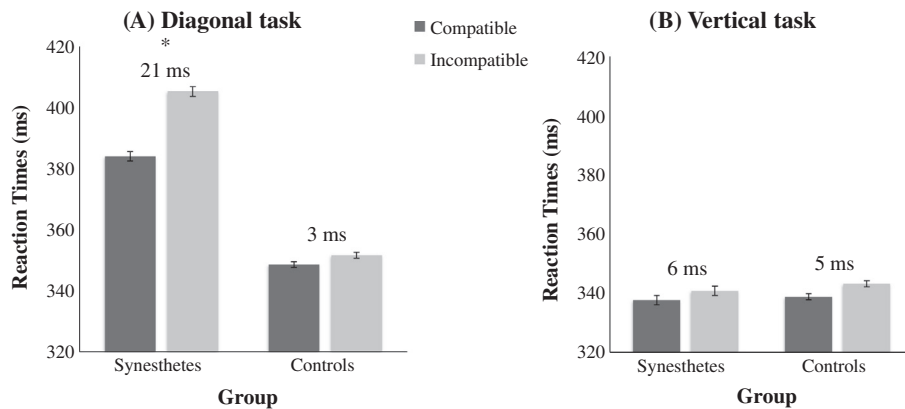 (A) Diagonal task
*
21 ms
3 ms
420
400
380
360
340
320
Reaction Times (ms)
Synesthetes
Controls
Group
Compatible
Incompatible
(B) Vertical task
6 ms
5 ms
420
400
380
360
340
320
Reaction Times (ms)
Synesthetes
Controls
Group